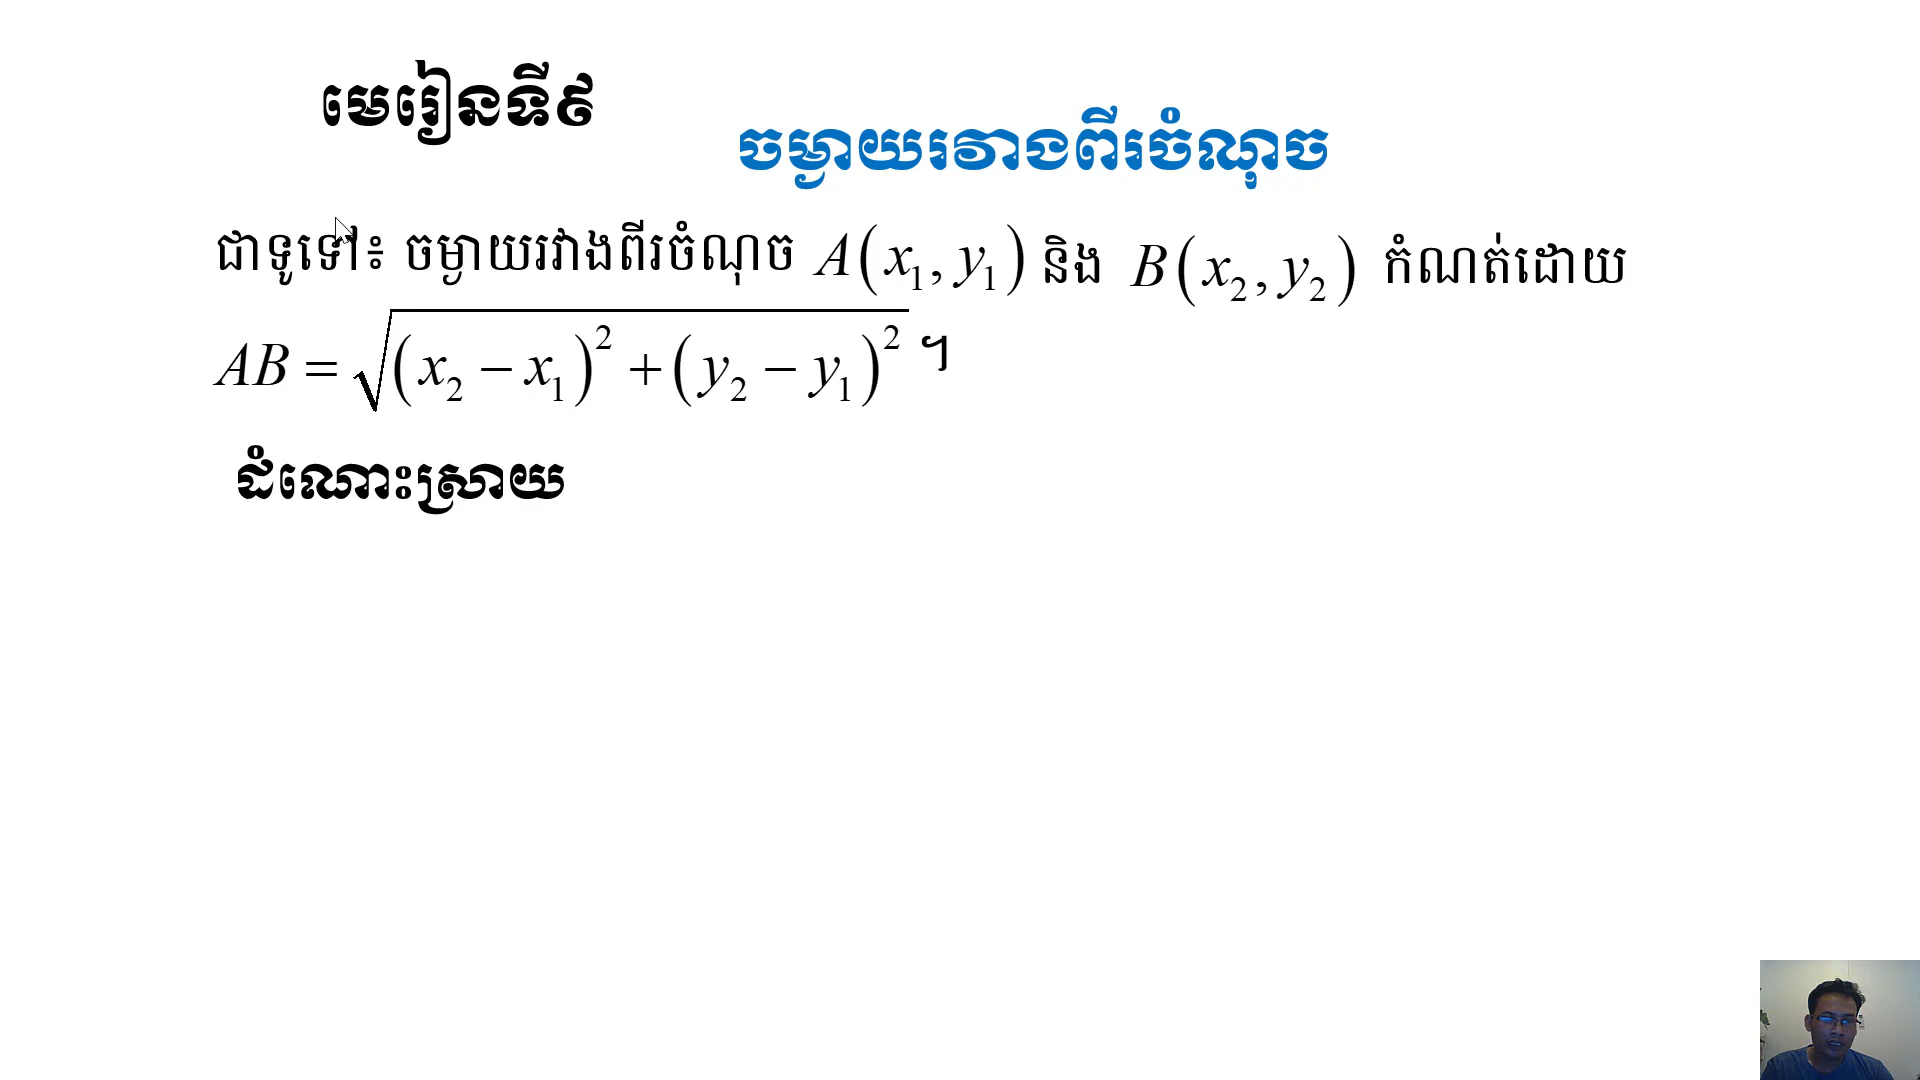 មេរៀនទី៩
ចម្ងាយរវាងពីរចំណុច
ជាទូទៅ៖ ចម្ងាយរវាងពីរចំណុច A(x₁, y₁) និង B(x₂, y₂) កំណត់ដោយ
AB = √((x₂ − x₁)² + (y₂ − y₁)²) ។
ដំណោះស្រាយ